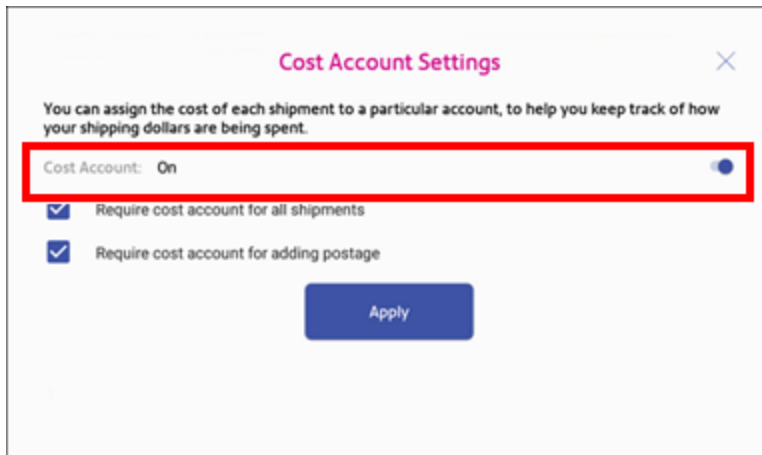 Cost Account Settings
You can assign the cost of each shipment to a particular account, to help you keep track of how
your shipping dollars are being spent.
Cost Account: On
Require cost account for all shipments
Require cost account for adding postage
Apply